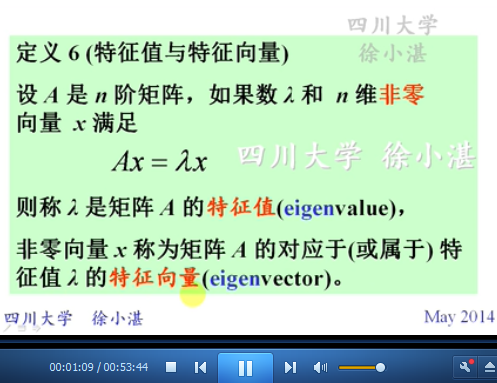 四川大学
徐小湛
定义 6 (特征值与特征向量)
设 A 是 n 阶矩阵，如果数 λ 和 n 维非零
向量 x 满足
Ax = λx
四川大学 徐小湛
则称 λ 是矩阵 A 的特征值(eigenvalue)，
非零向量 x 称为矩阵 A 的对应于(或属于) 特
征值 λ 的特征向量(eigenvector)。
四川大学 徐小湛
May 2014
00:01:09 / 00:53:44